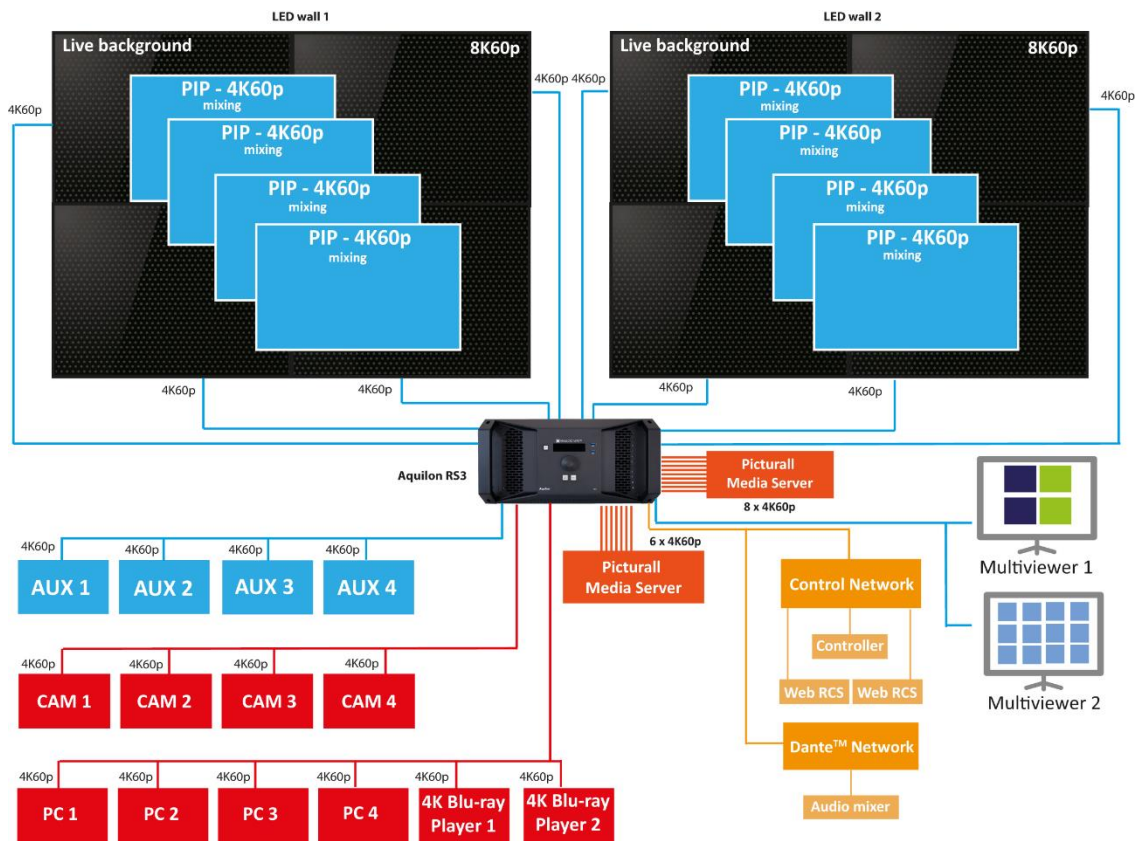 LED wall 1
LED wall 2
Live background
8K60p
PIP - 4K60p
mixing
PIP - 4K60p
mixing
PIP - 4K60p
mixing
PIP - 4K60p
mixing
Live background
8K60p
PIP - 4K60p
mixing
PIP - 4K60p
mixing
PIP - 4K60p
mixing
PIP - 4K60p
mixing
4K60p
4K60p
4K60p
4K60p
4K60p
4K60p
4K60p
4K60p
Aquilon RS3
Picturall
Media Server
8 x 4K60p
6 x 4K60p
Picturall
Media Server
4K60p
4K60p
4K60p
4K60p
AUX 1
AUX 2
AUX 3
AUX 4
Control Network
Controller
Web RCS
Web RCS
Multiviewer 1
Multiviewer 2
4K60p
4K60p
4K60p
4K60p
CAM 1
CAM 2
CAM 3
CAM 4
Dante™ Network
Audio mixer
4K60p
4K60p
4K60p
4K60p
4K60p
4K60p
PC 1
PC 2
PC 3
PC 4
4K Blu-ray
Player 1
4K Blu-ray
Player 2